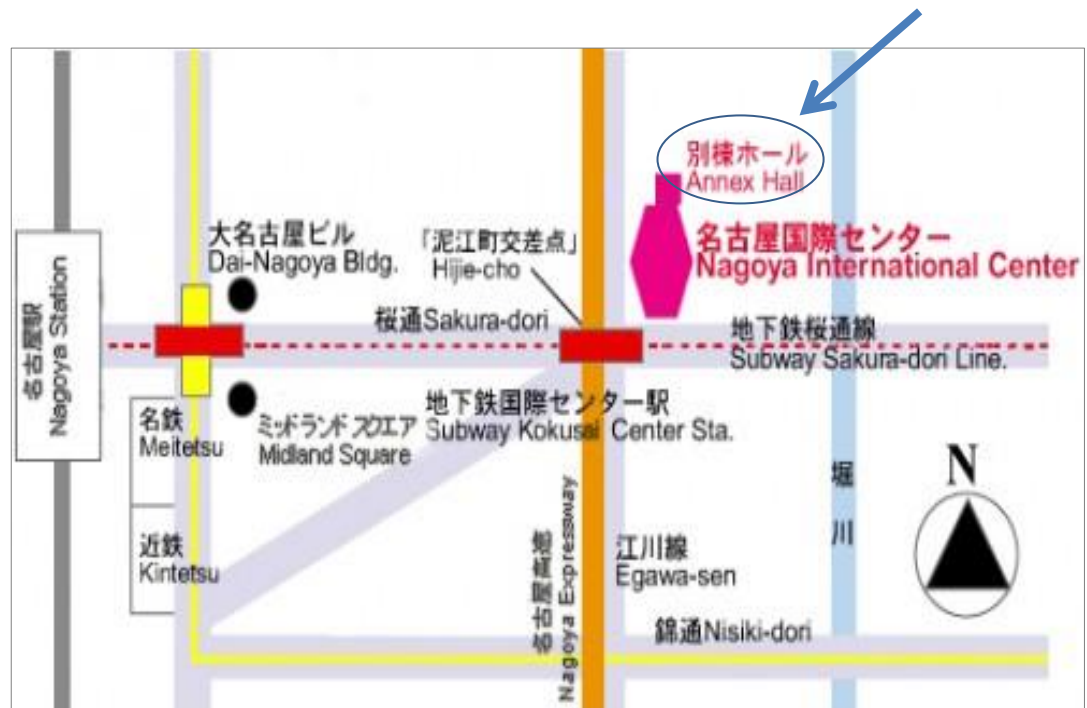 別棟ホール
Annex Hall
名古屋国際センター
Nagoya International Center
大名古屋ビル
Dai-Nagoya Bldg.
「泥江町交差点」
Hijie-cho
名古屋駅
Nagoya Station
桜通Sakura-dori
地下鉄桜通線
Subway Sakura-dori Line.
名鉄
Meitetsu
ミッドランド スクエア
Midland Square
地下鉄国際センター駅
Subway Kokusai Center Sta.
堀川
N
近鉄
Kintetsu
名古屋高速
Nagoya Expressway
江川線
Egawa-sen
錦通Nisiki-dori